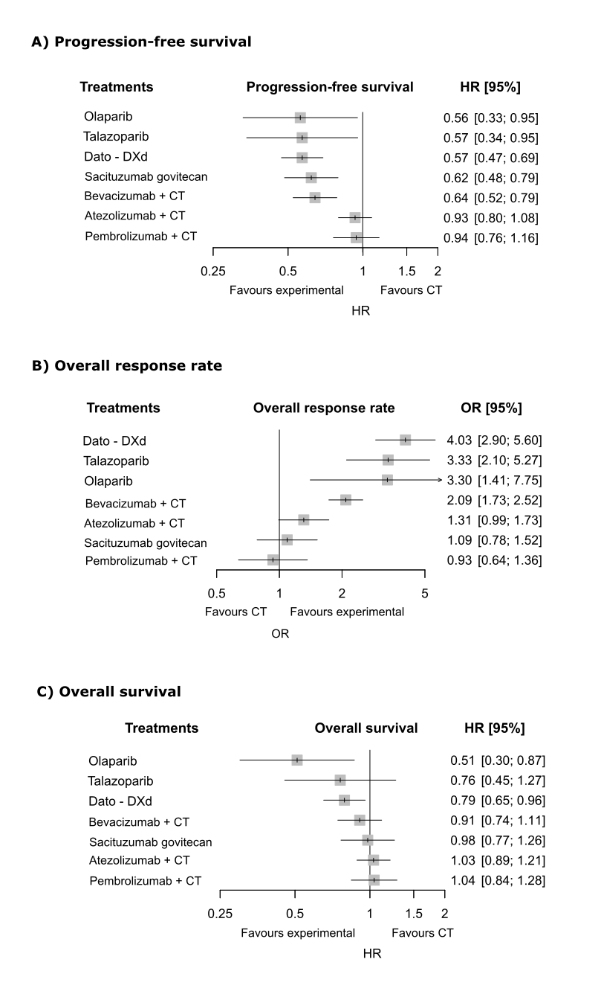 A) Progression-free survival
Treatments Progression-free survival HR [95%]
Olaparib 0.56 [0.33; 0.95]
Talazoparib 0.57 [0.34; 0.95]
Dato - DXd 0.57 [0.47; 0.69]
Sacituzumab govitecan 0.62 [0.48; 0.79]
Bevacizumab + CT 0.64 [0.52; 0.79]
Atezolizumab + CT 0.93 [0.80; 1.08]
Pembrolizumab + CT 0.94 [0.76; 1.16]
0.25 0.5 1 1.5 2
Favours experimental Favours CT
HR
B) Overall response rate
Treatments Overall response rate OR [95%]
Dato - DXd 4.03 [2.90; 5.60]
Talazoparib 3.33 [2.10; 5.27]
Olaparib 3.30 [1.41; 7.75]
Bevacizumab + CT 2.09 [1.73; 2.52]
Atezolizumab + CT 1.31 [0.99; 1.73]
Sacituzumab govitecan 1.09 [0.78; 1.52]
Pembrolizumab + CT 0.93 [0.64; 1.36]
0.5 1 2 5
Favours CT Favours experimental
OR
C) Overall survival
Treatments Overall survival HR [95%]
Olaparib 0.51 [0.30; 0.87]
Talazoparib 0.76 [0.45; 1.27]
Dato - DXd 0.79 [0.65; 0.96]
Bevacizumab + CT 0.91 [0.74; 1.11]
Sacituzumab govitecan 0.98 [0.77; 1.26]
Atezolizumab + CT 1.03 [0.89; 1.21]
Pembrolizumab + CT 1.04 [0.84; 1.28]
0.25 0.5 1 1.5 2
Favours experimental Favours CT
HR